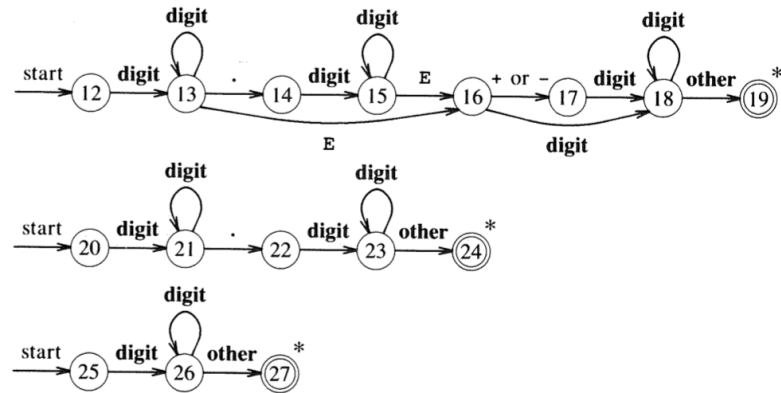 digit digit digit
start digit . digit E + or - digit other *
12 13 14 15 16 17 18 19
E digit
digit digit
start digit . digit other *
20 21 22 23 24
digit
start digit other *
25 26 27